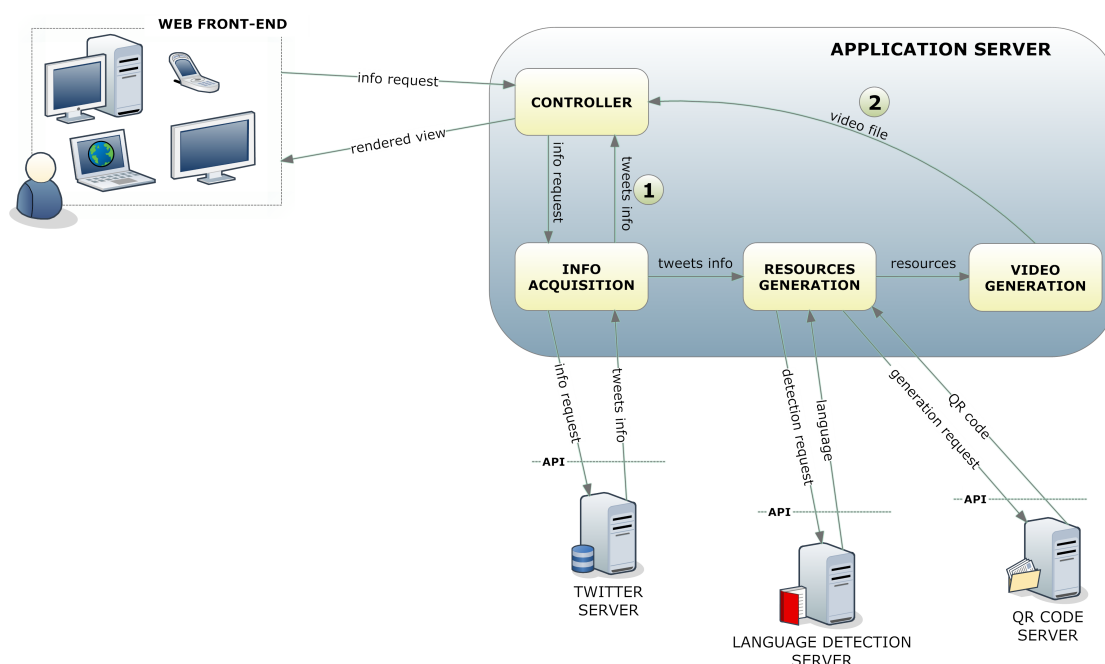 WEB FRONT-END
APPLICATION SERVER
info request
CONTROLLER
2
video file
rendered view
info request
tweets info
1
INFO
ACQUISITION
tweets info
RESOURCES
GENERATION
resources
VIDEO
GENERATION
info request
tweets info
detection request
language
generation request
QR code
API
API
API
TWITTER
SERVER
LANGUAGE DETECTION
SERVER
QR CODE
SERVER